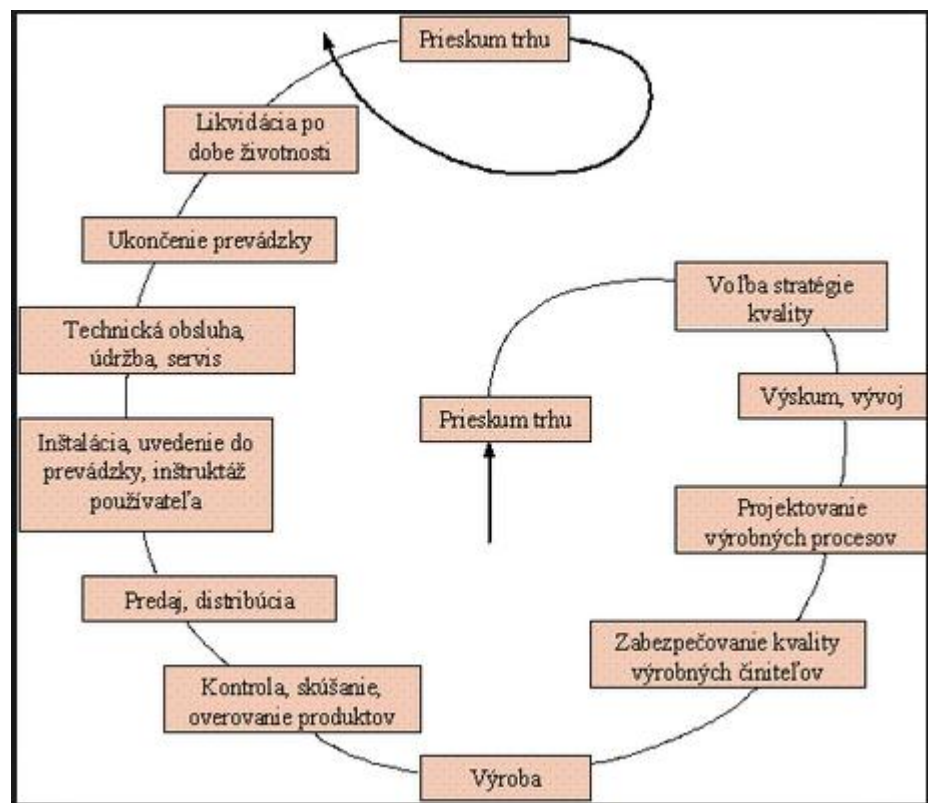 Prieskum trhu
Likvidácia po
dobe životnosti
Ukončenie prevádzky
Technická obsluha,
údržba, servis
Inštalácia, uvedenie do
prevádzky, inštruktáž
používateľa
Predaj, distribúcia
Kontrola, skúšanie,
overovanie produktov
Výroba
Zabezpečovanie kvality
výrobných činiteľov
Projektovanie
výrobných procesov
Výskum, vývoj
Voľba stratégie
kvality
Prieskum trhu